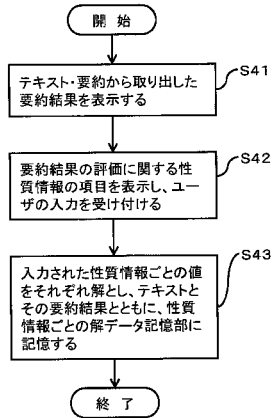 開 始
S41
テキスト・要約から取り出した
要約結果を表示する
S42
要約結果の評価に関する性
質情報の項目を表示し、ユー
ザの入力を受け付ける
S43
入力された性質情報ごとの値
をそれぞれ解とし、テキストと
その要約結果とともに、性質
情報ごとの解データ記憶部に
記憶する
終 了